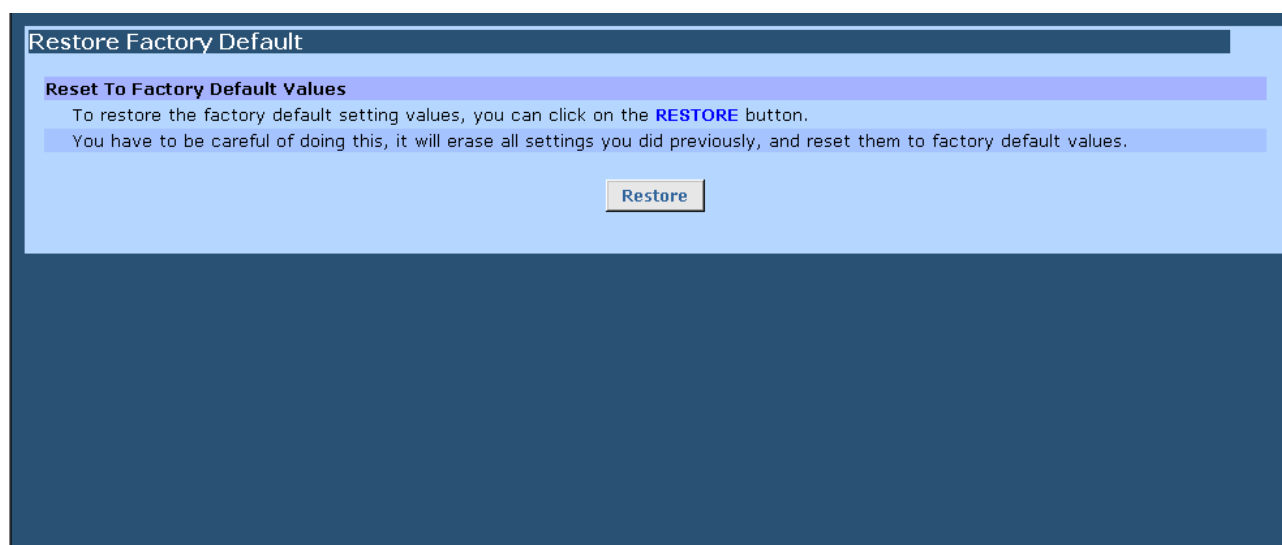 Restore Factory Default
Reset To Factory Default Values
To restore the factory default setting values, you can click on the RESTORE button.
You have to be careful of doing this, it will erase all settings you did previously, and reset them to factory default values.
Restore